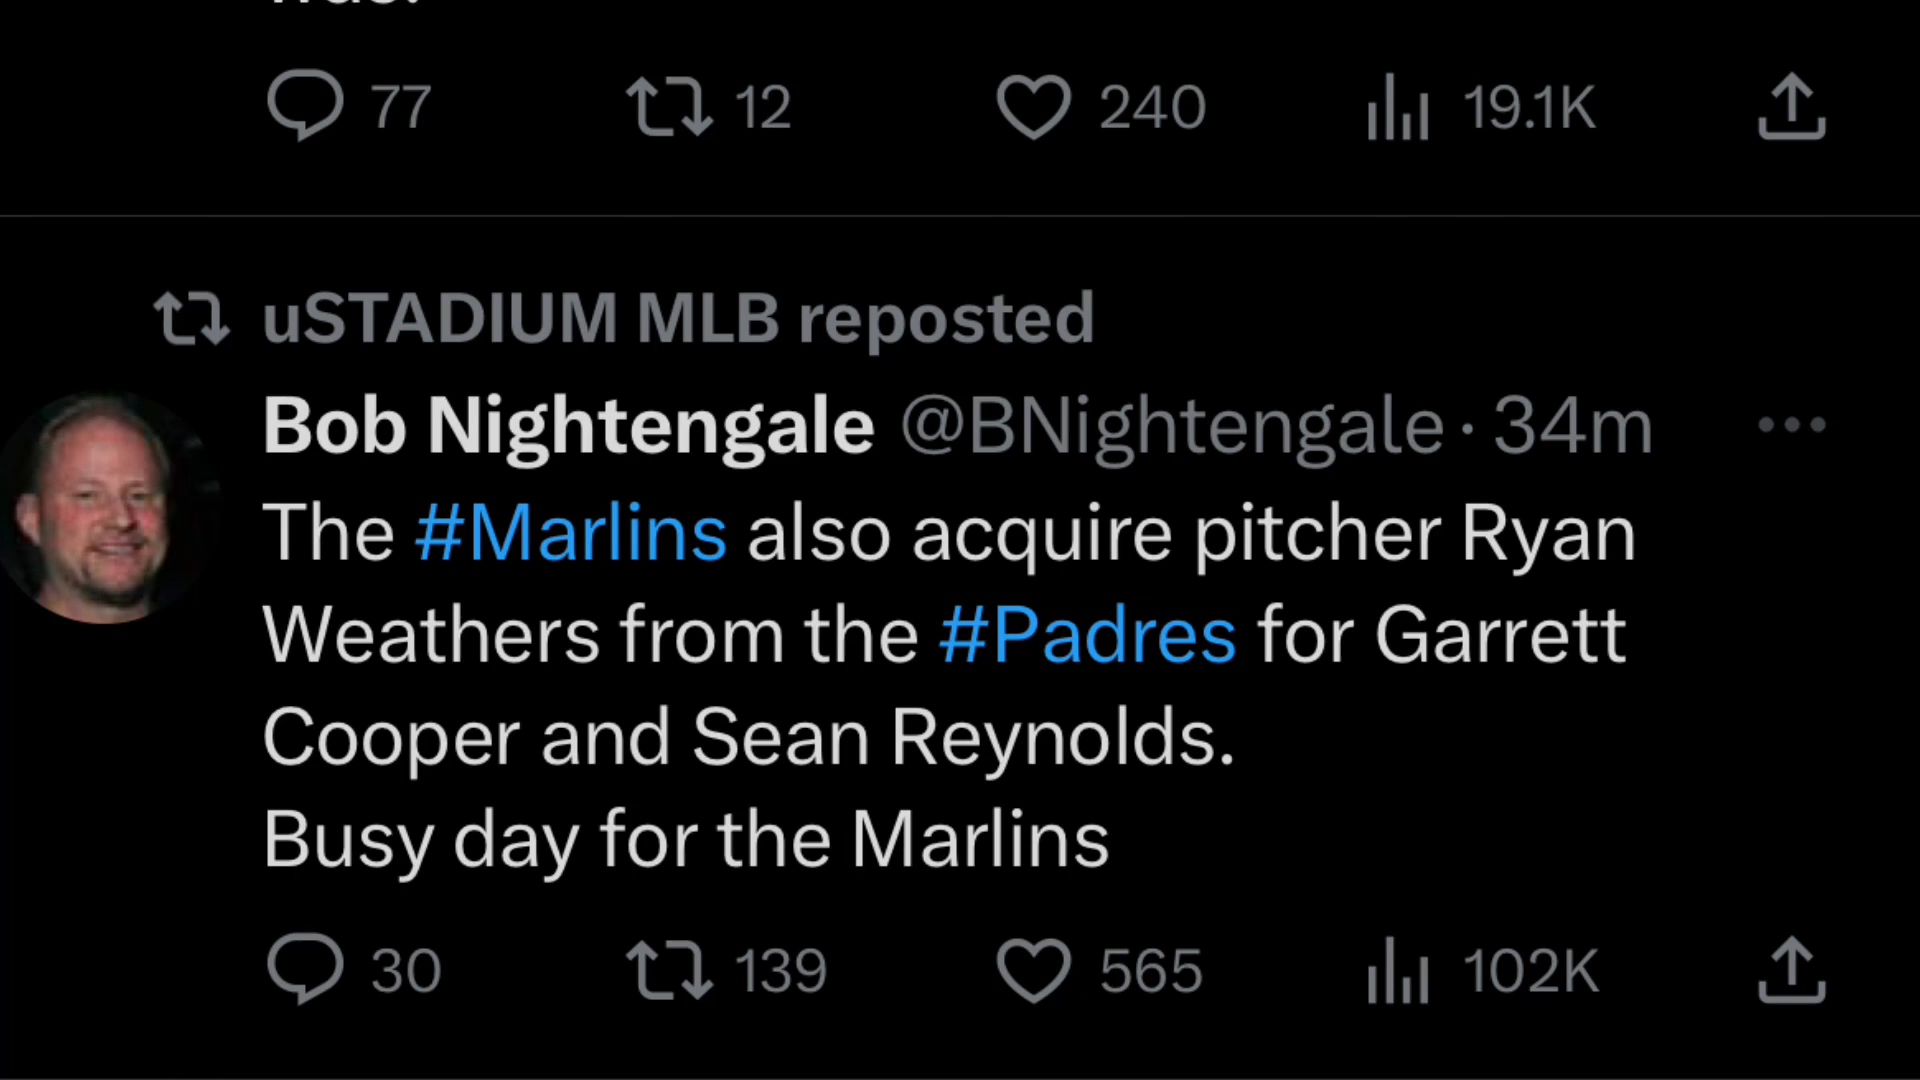 77 12 240 19.1K
uSTADIUM MLB reposted
Bob Nightengale @BNightengale · 34m
The #Marlins also acquire pitcher Ryan
Weathers from the #Padres for Garrett
Cooper and Sean Reynolds.
Busy day for the Marlins
30 139 565 102K